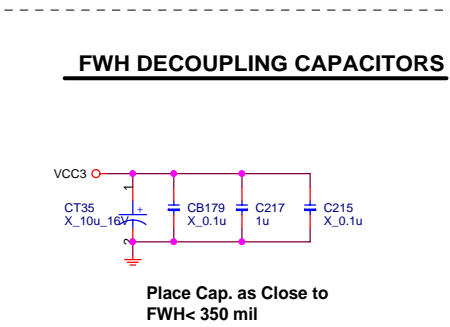 FWH DECOUPLING CAPACITORS
VCC3
1
CT35
X_10u_16V
+
2
CB179
X_0.1u
C217
1u
C215
X_0.1u
Place Cap. as Close to
FWH< 350 mil